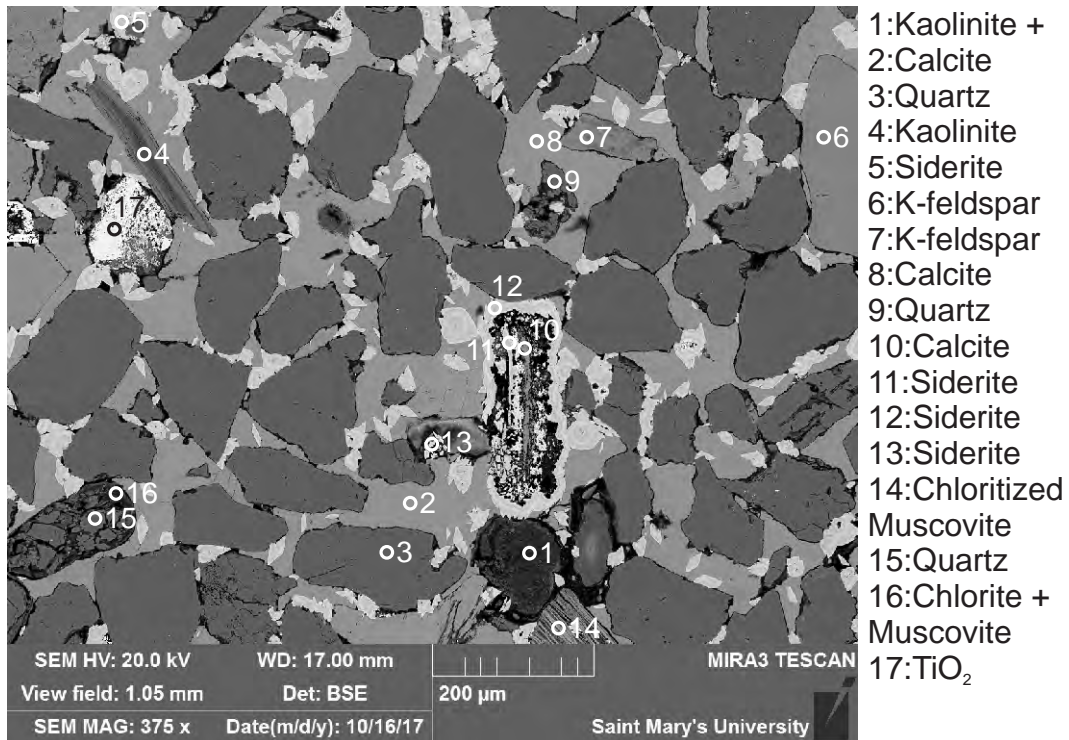 5
4
17
8
7
6
9
12
10
11
13
2
16
15
3
1
14
1:Kaolinite +
2:Calcite
3:Quartz
4:Kaolinite
5:Siderite
6:K-feldspar
7:K-feldspar
8:Calcite
9:Quartz
10:Calcite
11:Siderite
12:Siderite
13:Siderite
14:Chloritized
Muscovite
15:Quartz
16:Chlorite +
Muscovite
17:TiO₂
SEM HV: 20.0 kV WD: 17.00 mm MIRA3 TESCAN
View field: 1.05 mm Det: BSE 200 µm
SEM MAG: 375 x Date(m/d/y): 10/16/17 Saint Mary's University